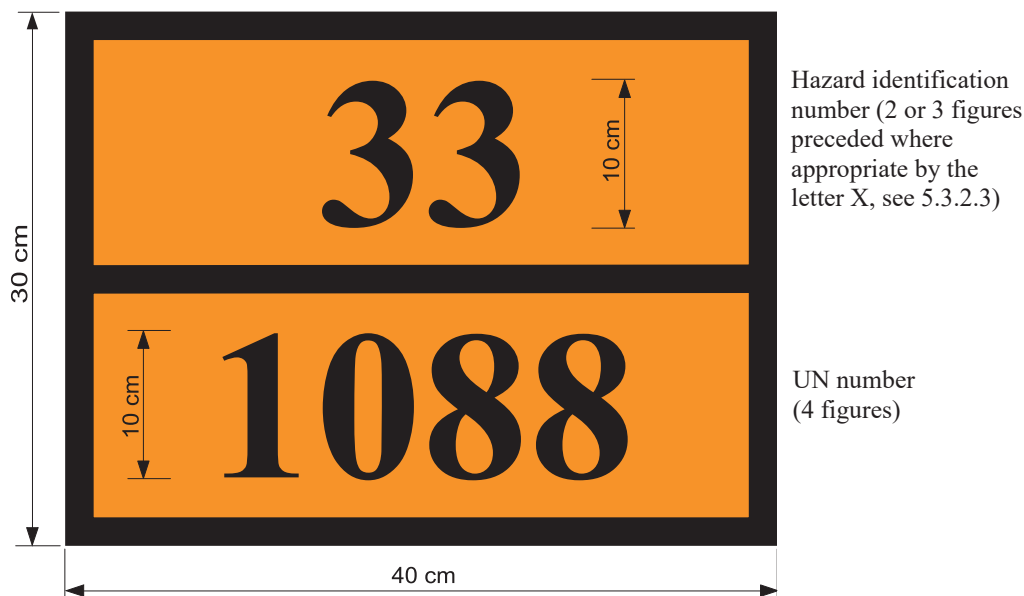 33
10 cm
Hazard identification
number (2 or 3 figures
preceded where
appropriate by the
letter X, see 5.3.2.3)
30 cm
10 cm
1088
UN number
(4 figures)
40 cm